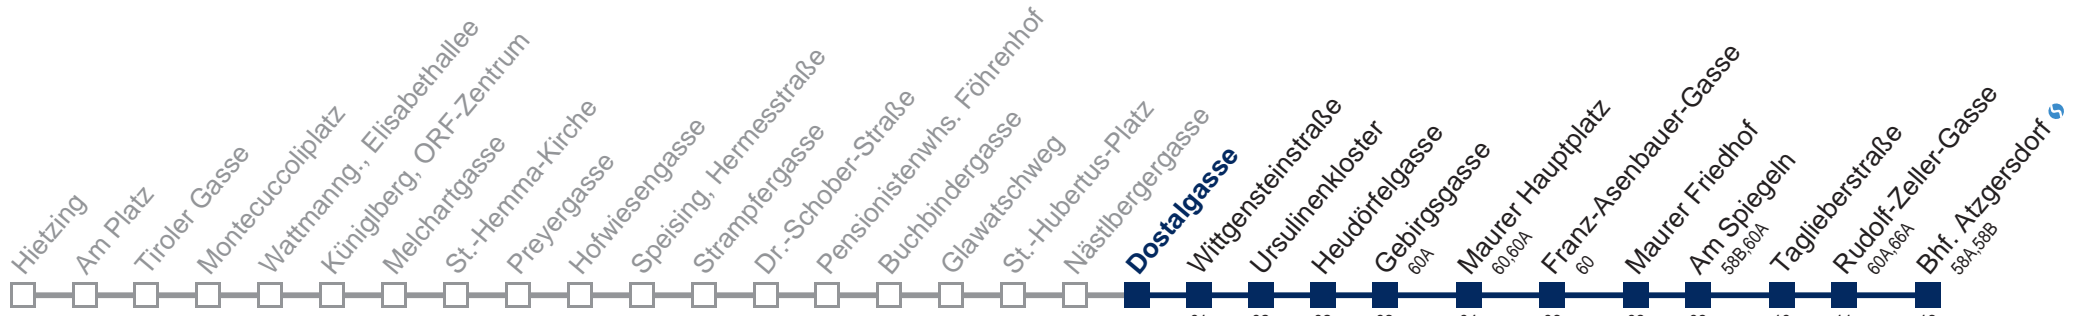 Hietzing
Am Platz
Tiroler Gasse
Montecuccoliplatz
Wattmanng., Elisabethallee
Küniglberg, ORF-Zentrum
Melchartgasse
St.-Hemma-Kirche
Preyergasse
Hofwiesengasse
Speising, Hermesstraße
Strampfergasse
Dr.-Schober-Straße
Pensionistenwhs. Föhrenhof
Buchbindergasse
Glawatschweg
St.-Hubertus-Platz
Nästlbergergasse
Dostalgasse
Wittgensteinstraße
Ursulinenkloster
Heudörfelgasse
Gebirgsgasse
60A
Maurer Hauptplatz
60,60A
Franz-Asenbauer-Gasse
60
Maurer Friedhof
Am Spiegeln
58B,60A
Taglieberstraße
Rudolf-Zeller-Gasse
60A,66A
Bhf. Atzgersdorf
58A,58B